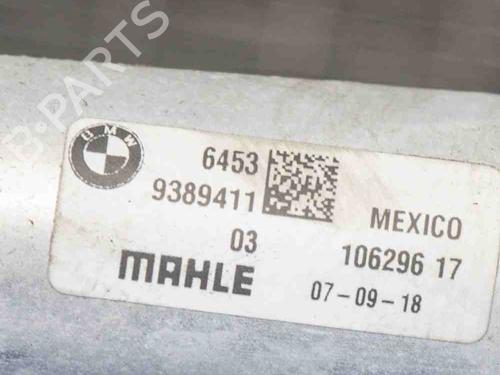 B-PARTS
BMW
6453
9389411
03
MAHLE
MEXICO
106296 17
07-09-18